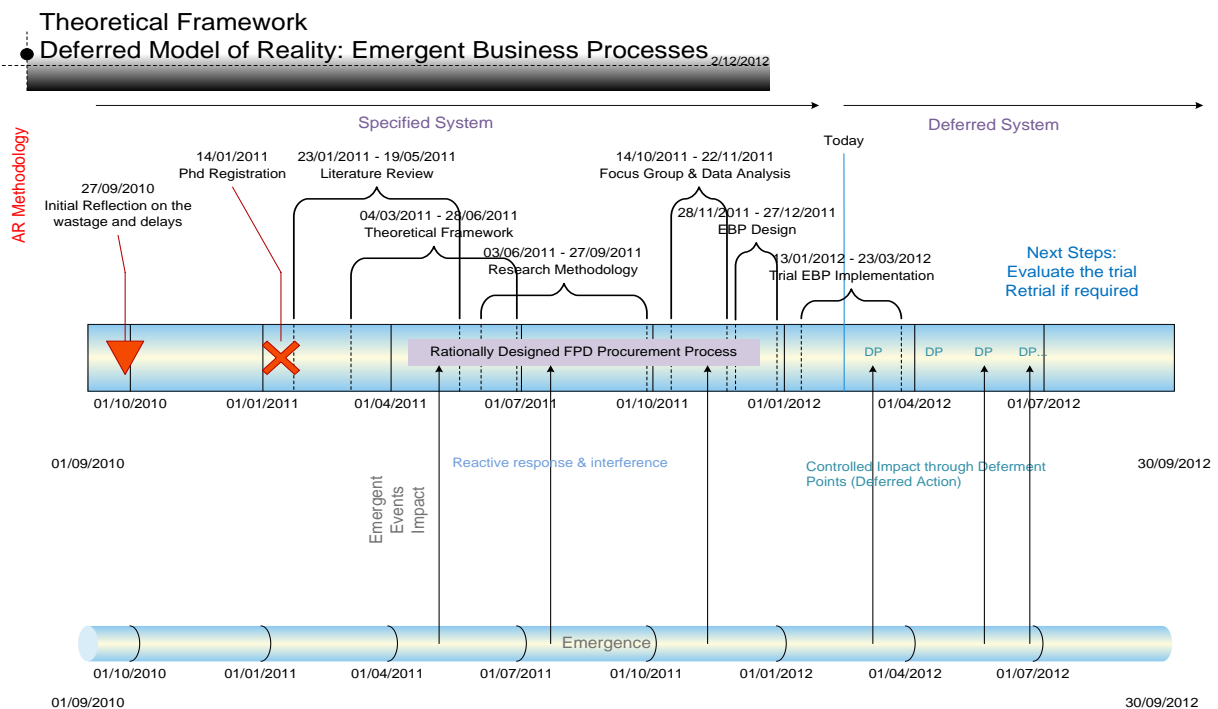 Theoretical Framework
Deferred Model of Reality: Emergent Business Processes
2/12/2012
Specified System
Deferred System
AR Methodology
Today
27/09/2010
Initial Reflection on the
wastage and delays
14/01/2011
Phd Registration
23/01/2011 - 19/05/2011
Literature Review
04/03/2011 - 28/06/2011
Theoretical Framework
03/06/2011 - 27/09/2011
Research Methodology
14/10/2011 - 22/11/2011
Focus Group & Data Analysis
28/11/2011 - 27/12/2011
EBP Design
13/01/2012 - 23/03/2012
Trial EBP Implementation
Next Steps:
Evaluate the trial
Retrial if required
Rationally Designed FPD Procurement Process
DP
DP
DP
DP...
01/10/2010
01/01/2011
01/04/2011
01/07/2011
01/10/2011
01/01/2012
01/04/2012
01/07/2012
01/09/2010
30/09/2012
Reactive response & interference
Controlled Impact through Deferment
Points (Deferred Action)
Emergent
Events
Impact
Emergence
01/10/2010
01/01/2011
01/04/2011
01/07/2011
01/10/2011
01/01/2012
01/04/2012
01/07/2012
01/09/2010
30/09/2012